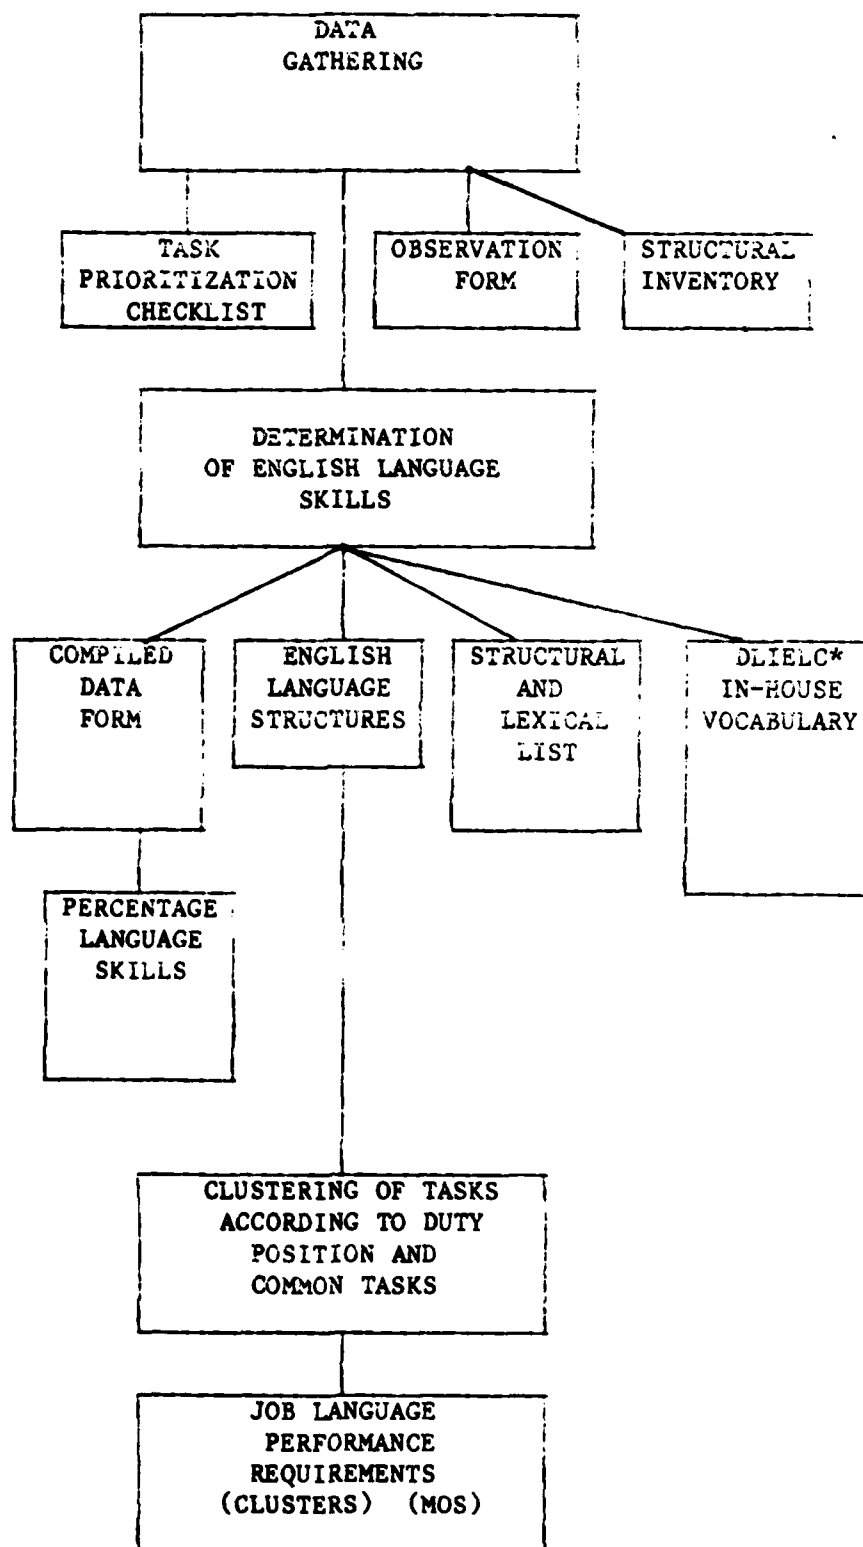 DATA
GATHERING
TASK
PRIORITIZATION
CHECKLIST
OBSERVATION
FORM
STRUCTURAL
INVENTORY
DETERMINATION
OF ENGLISH LANGUAGE
SKILLS
COMPILED
DATA
FORM
ENGLISH
LANGUAGE
STRUCTURES
STRUCTURAL
AND
LEXICAL
LIST
DLIELC*
IN-HOUSE
VOCABULARY
PERCENTAGE
LANGUAGE
SKILLS
CLUSTERING OF TASKS
ACCORDING TO DUTY
POSITION AND
COMMON TASKS
JOB LANGUAGE
PERFORMANCE
REQUIREMENTS
(CLUSTERS) (MOS)